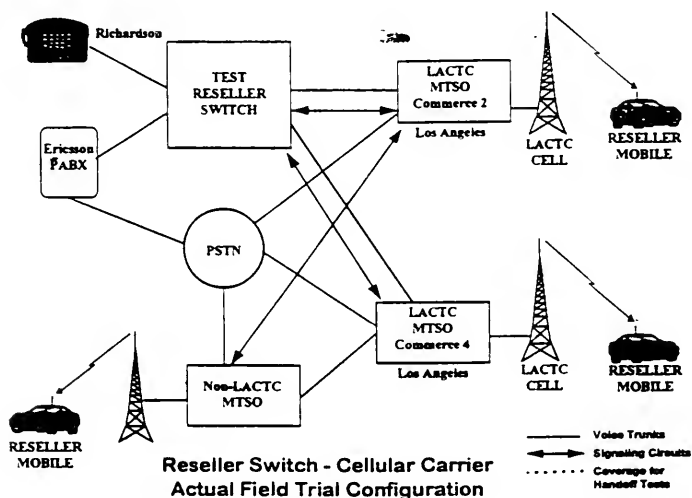 Richardson
TEST
RESELLER
SWITCH
LACTC
MTSO
Commerce 2
Los Angeles
LACTC
CELL
RESELLER
MOBILE
Ericsson
PABX
PSTN
LACTC
MTSO
Commerce 4
Los Angeles
LACTC
CELL
RESELLER
MOBILE
Non-LACTC
MTSO
RESELLER
MOBILE
Voice Trunks
Signaling Circuits
Coverage for
Handoff Tests
Reseller Switch - Cellular Carrier
Actual Field Trial Configuration